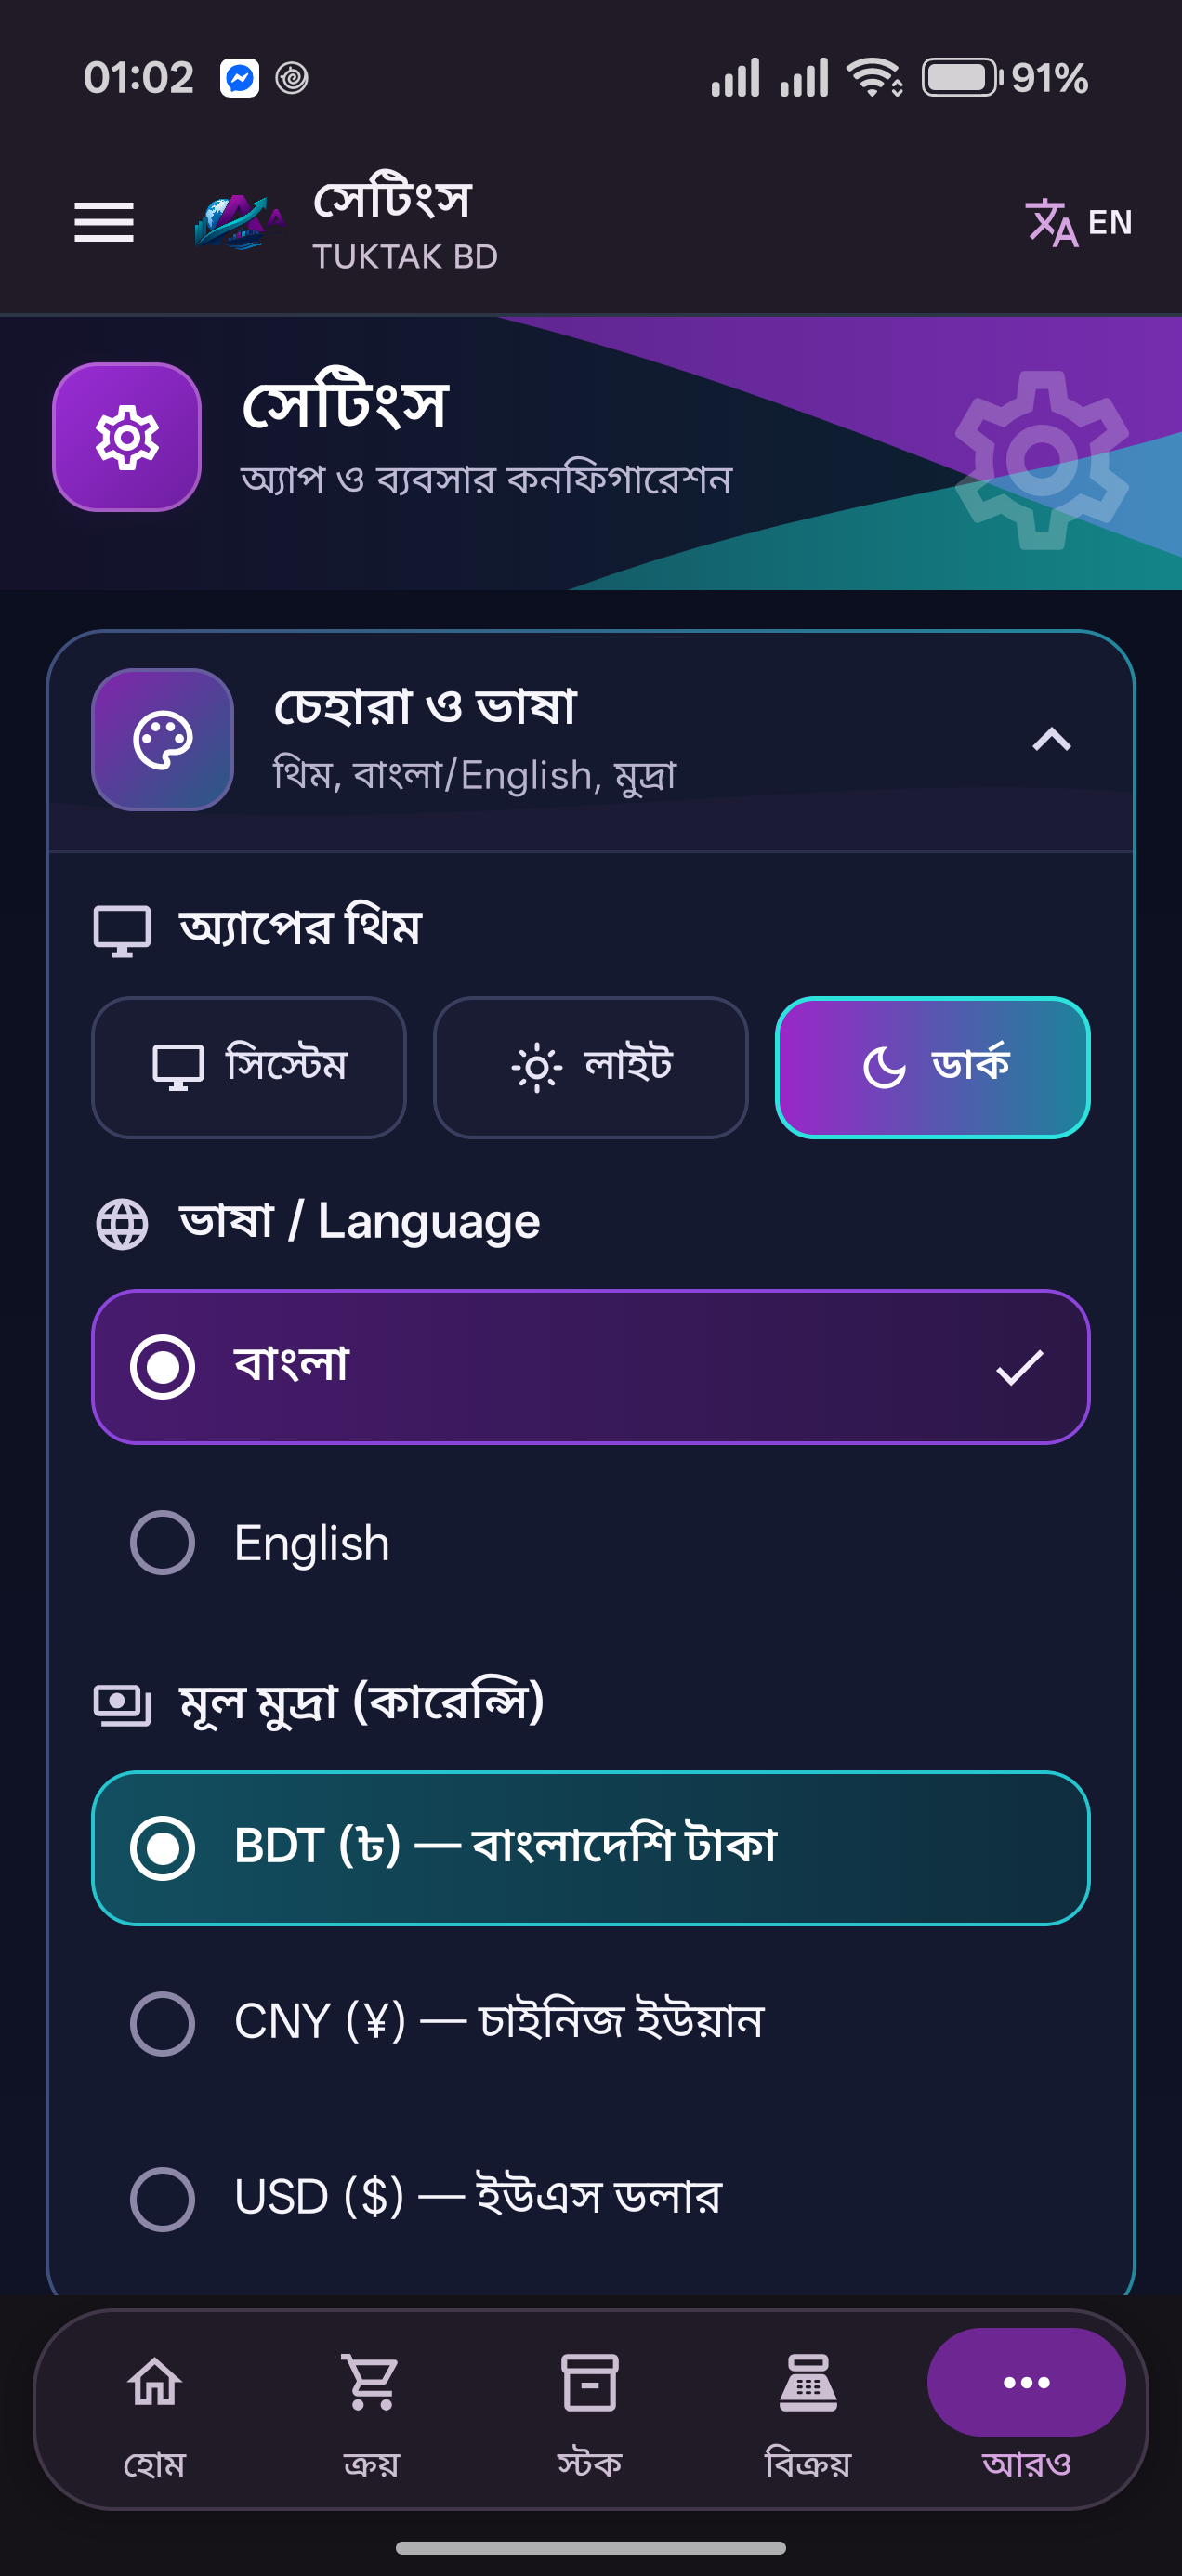 01:02
91%
সেটিংস
TUKTAK BD
EN
সেটিংস
অ্যাপ ও ব্যবসার কনফিগারেশন
চেহারা ও ভাষা
থিম, বাংলা/English, মুদ্রা
অ্যাপের থিম
সিস্টেম
লাইট
ডার্ক
ভাষা / Language
বাংলা
English
মূল মুদ্রা (কারেন্সি)
BDT (৳) — বাংলাদেশি টাকা
CNY (¥) — চাইনিজ ইউয়ান
USD ($) — ইউএস ডলার
হোম
ক্রয়
স্টক
বিক্রয়
আরও